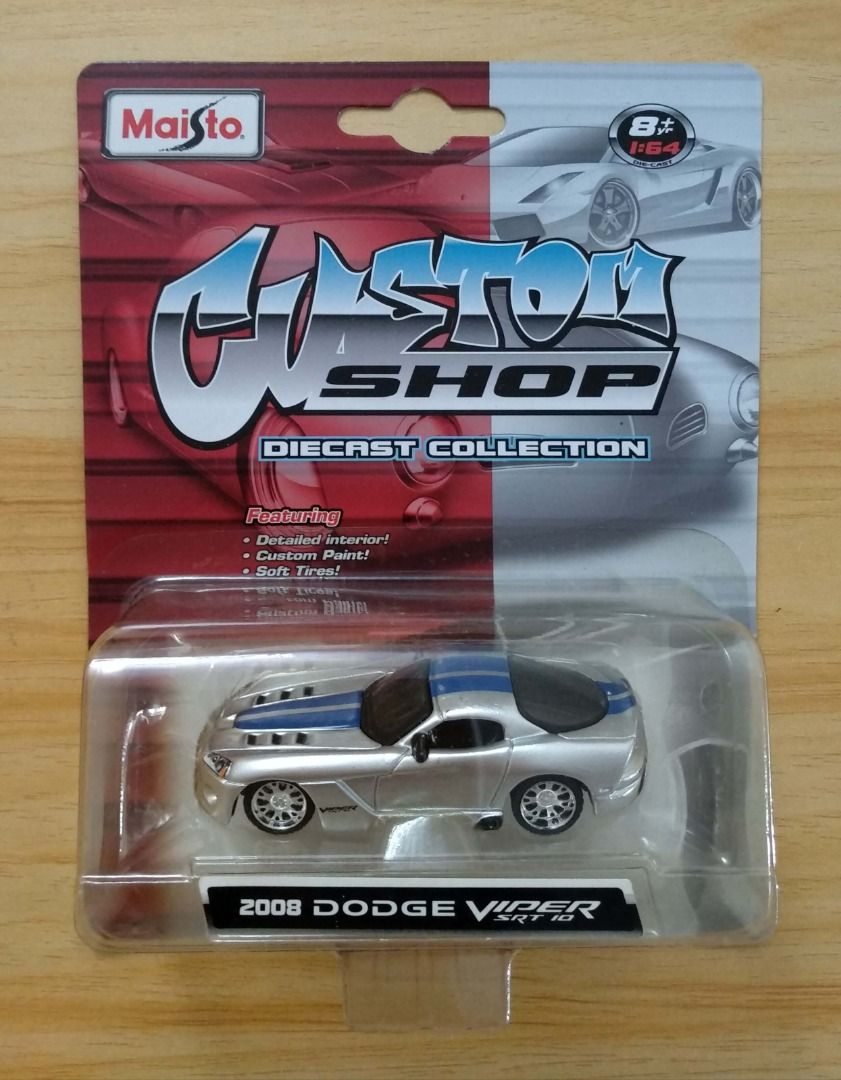 Maisto
8+
yr
1:64
DIE-CAST
CUSTOM
SHOP
DIECAST COLLECTION
Featuring
• Detailed interior!
• Custom Paint!
• Soft Tires!
VIPER
2008 DODGE VIPER
SRT 10